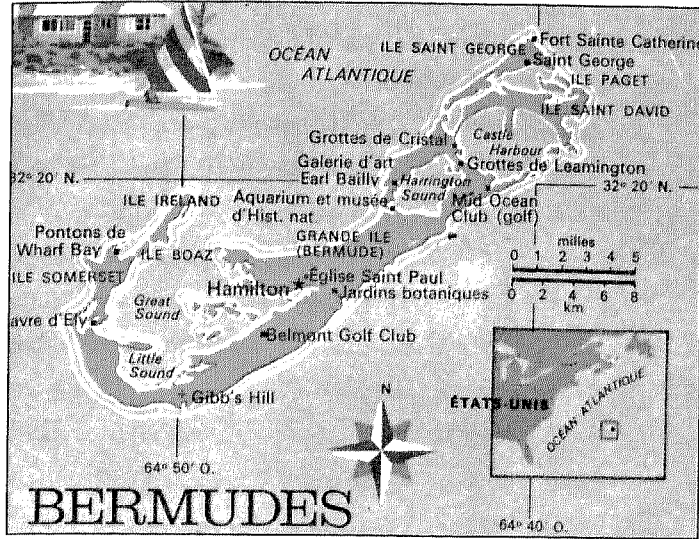 OCÉAN
ATLANTIQUE
ILE SAINT GEORGE
Fort Sainte Catherine
Saint George
ILE PAGET
ILE SAINT DAVID
Grottes de Cristal
Castle
Harbour
Galerie d'art
Earl Bailly
Grottes de Leamington
32° 20' N.
Harrington
Sound
32° 20' N.
ILE IRELAND
Aquarium et musée
d'Hist. nat
Mid Ocean
Club (golf)
Pontons de
Wharf Bay
ILE BOAZ
GRANDE ILE
(BERMUDE)
milles
0 1 2 3 4 5
ILE SOMERSET
Église Saint Paul
Hamilton
Jardins botaniques
0 2 4 6 8
km
Great
Sound
avre d'Ely
Belmont Golf Club
Little
Sound
Gibb's Hill
N
ÉTATS-UNIS
OCÉAN ATLANTIQUE
64° 50' O.
BERMUDES
64° 40' O.